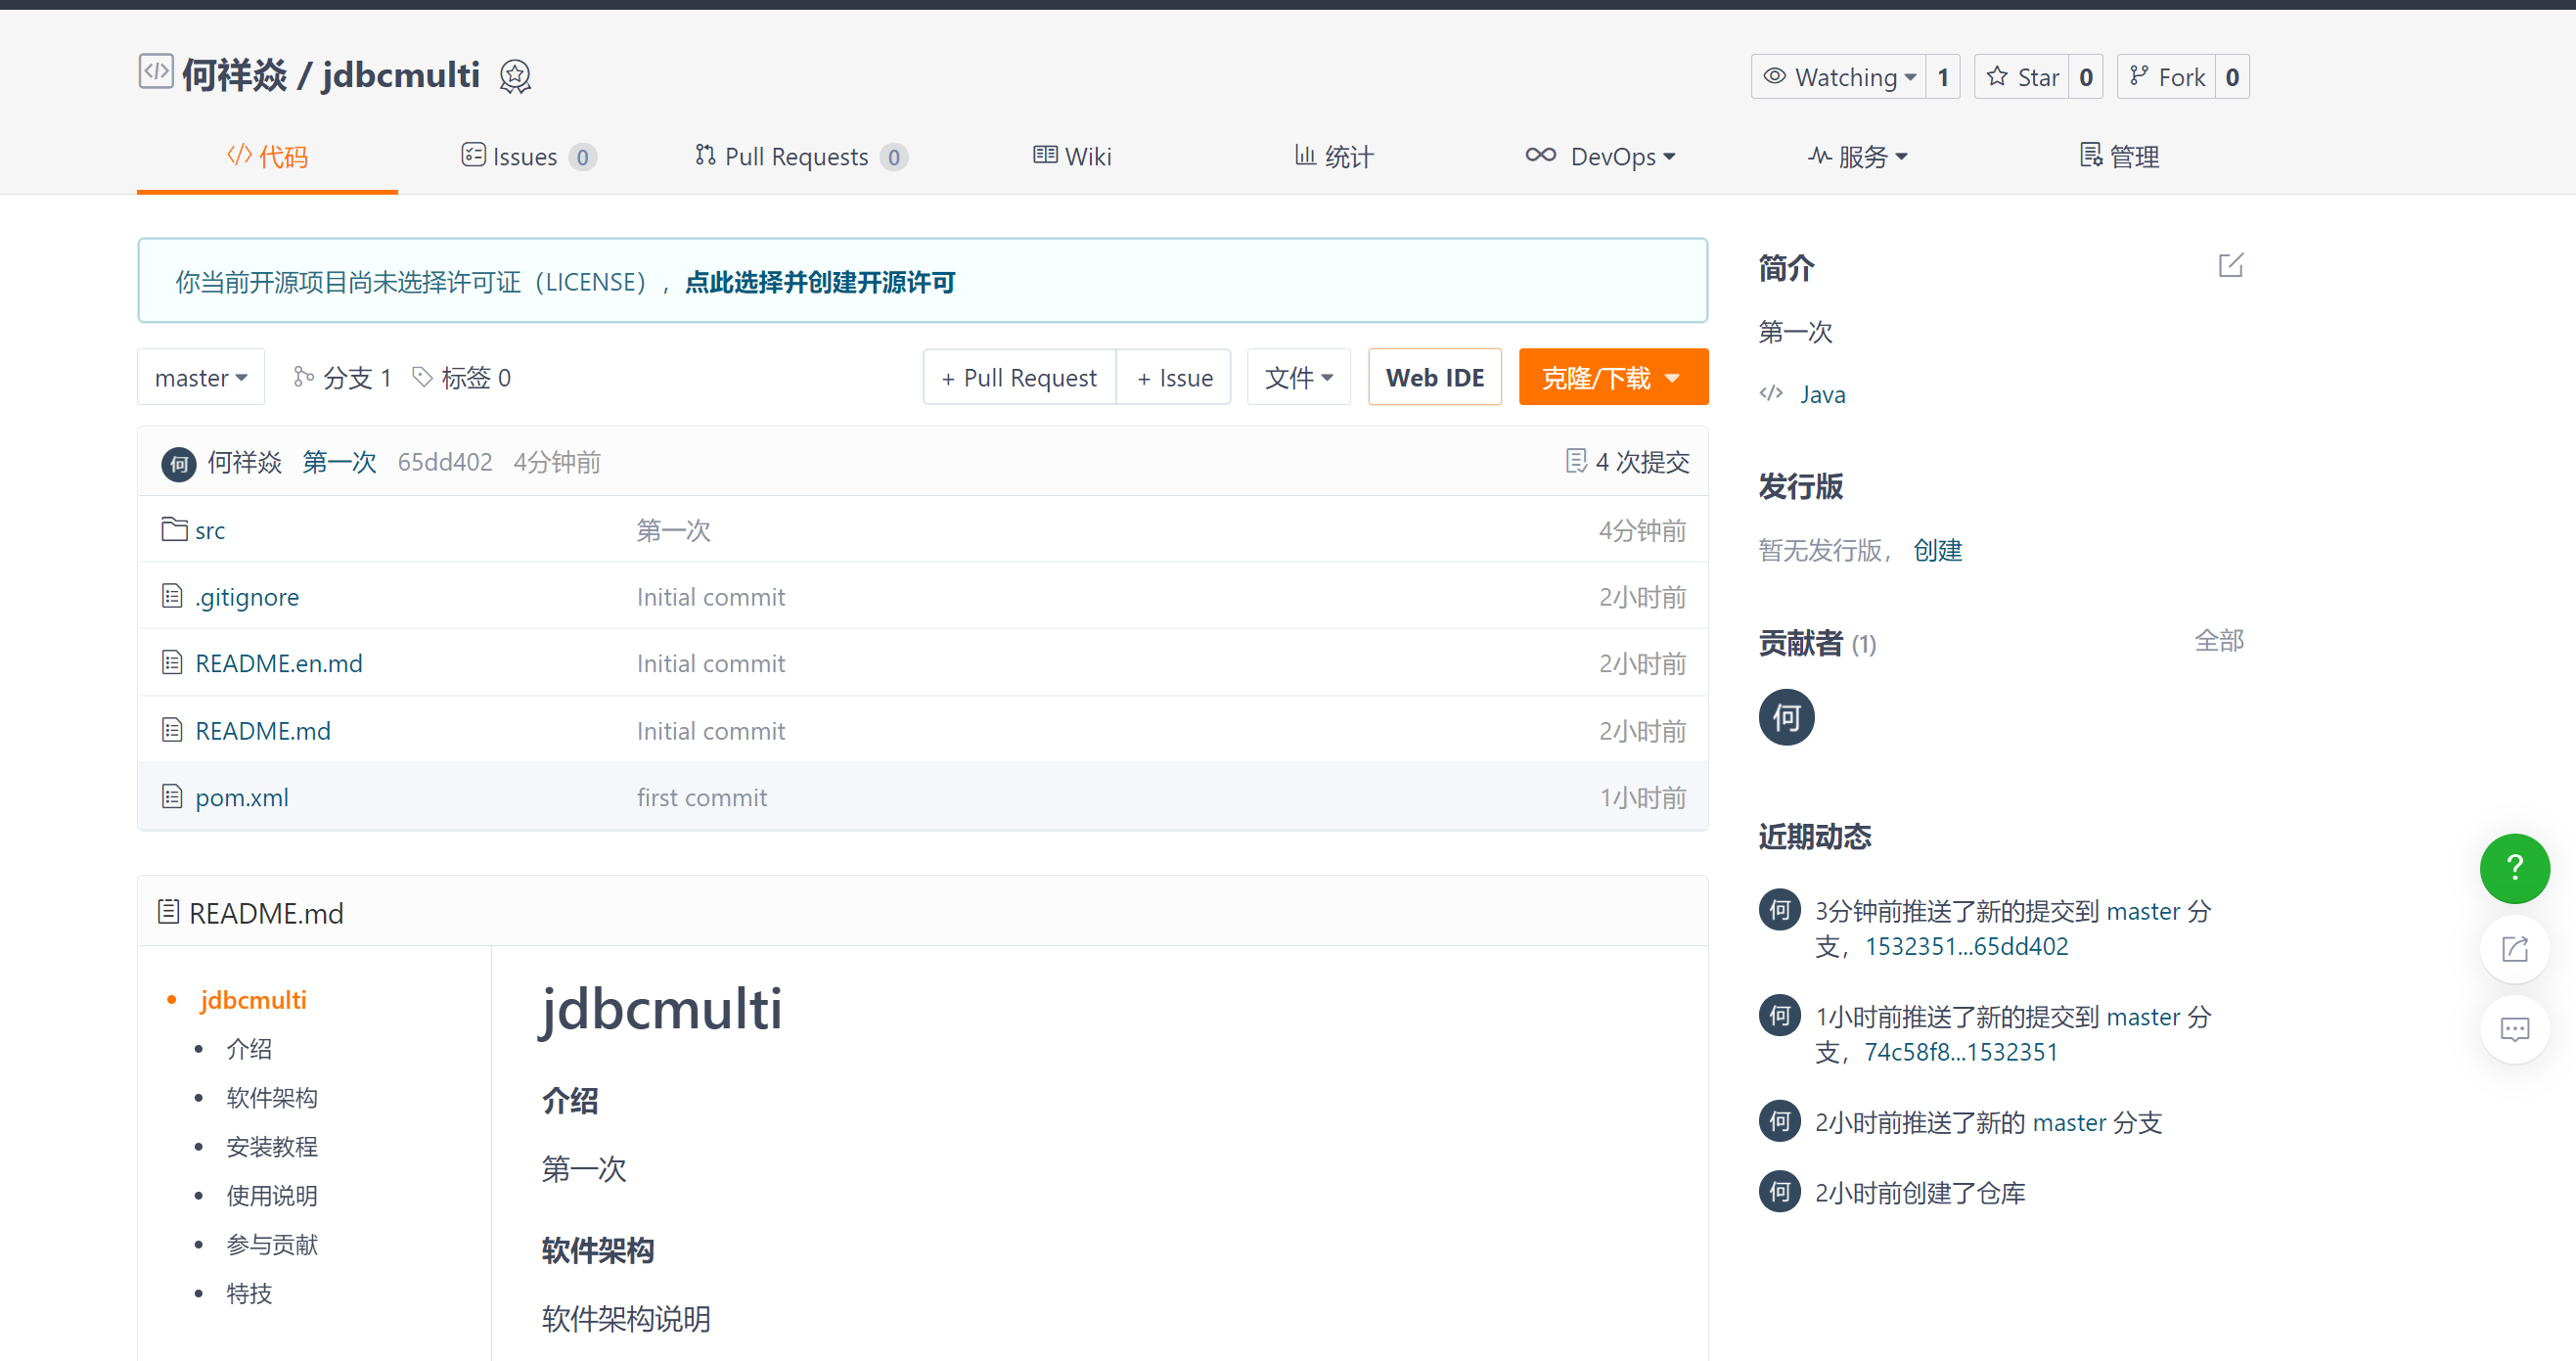 何祥焱 / jdbcmulti
Watching 1 Star 0 Fork 0
代码 Issues 0 Pull Requests 0 Wiki 统计 DevOps 服务 管理
你当前开源项目尚未选择许可证（LICENSE），点此选择并创建开源许可
master 分支 1 标签 0 + Pull Request + Issue 文件 Web IDE 克隆/下载
何 何祥焱 第一次 65dd402 4分钟前 4 次提交
src 第一次 4分钟前
.gitignore Initial commit 2小时前
README.en.md Initial commit 2小时前
README.md Initial commit 2小时前
pom.xml first commit 1小时前
README.md
jdbcmulti
介绍
软件架构
安装教程
使用说明
参与贡献
特技
jdbcmulti
介绍
第一次
软件架构
软件架构说明
简介
第一次
Java
发行版
暂无发行版， 创建
贡献者 (1) 全部
何
近期动态
何 3分钟前推送了新的提交到 master 分
支，1532351...65dd402
何 1小时前推送了新的提交到 master 分
支，74c58f8...1532351
何 2小时前推送了新的 master 分支
何 2小时前创建了仓库
?